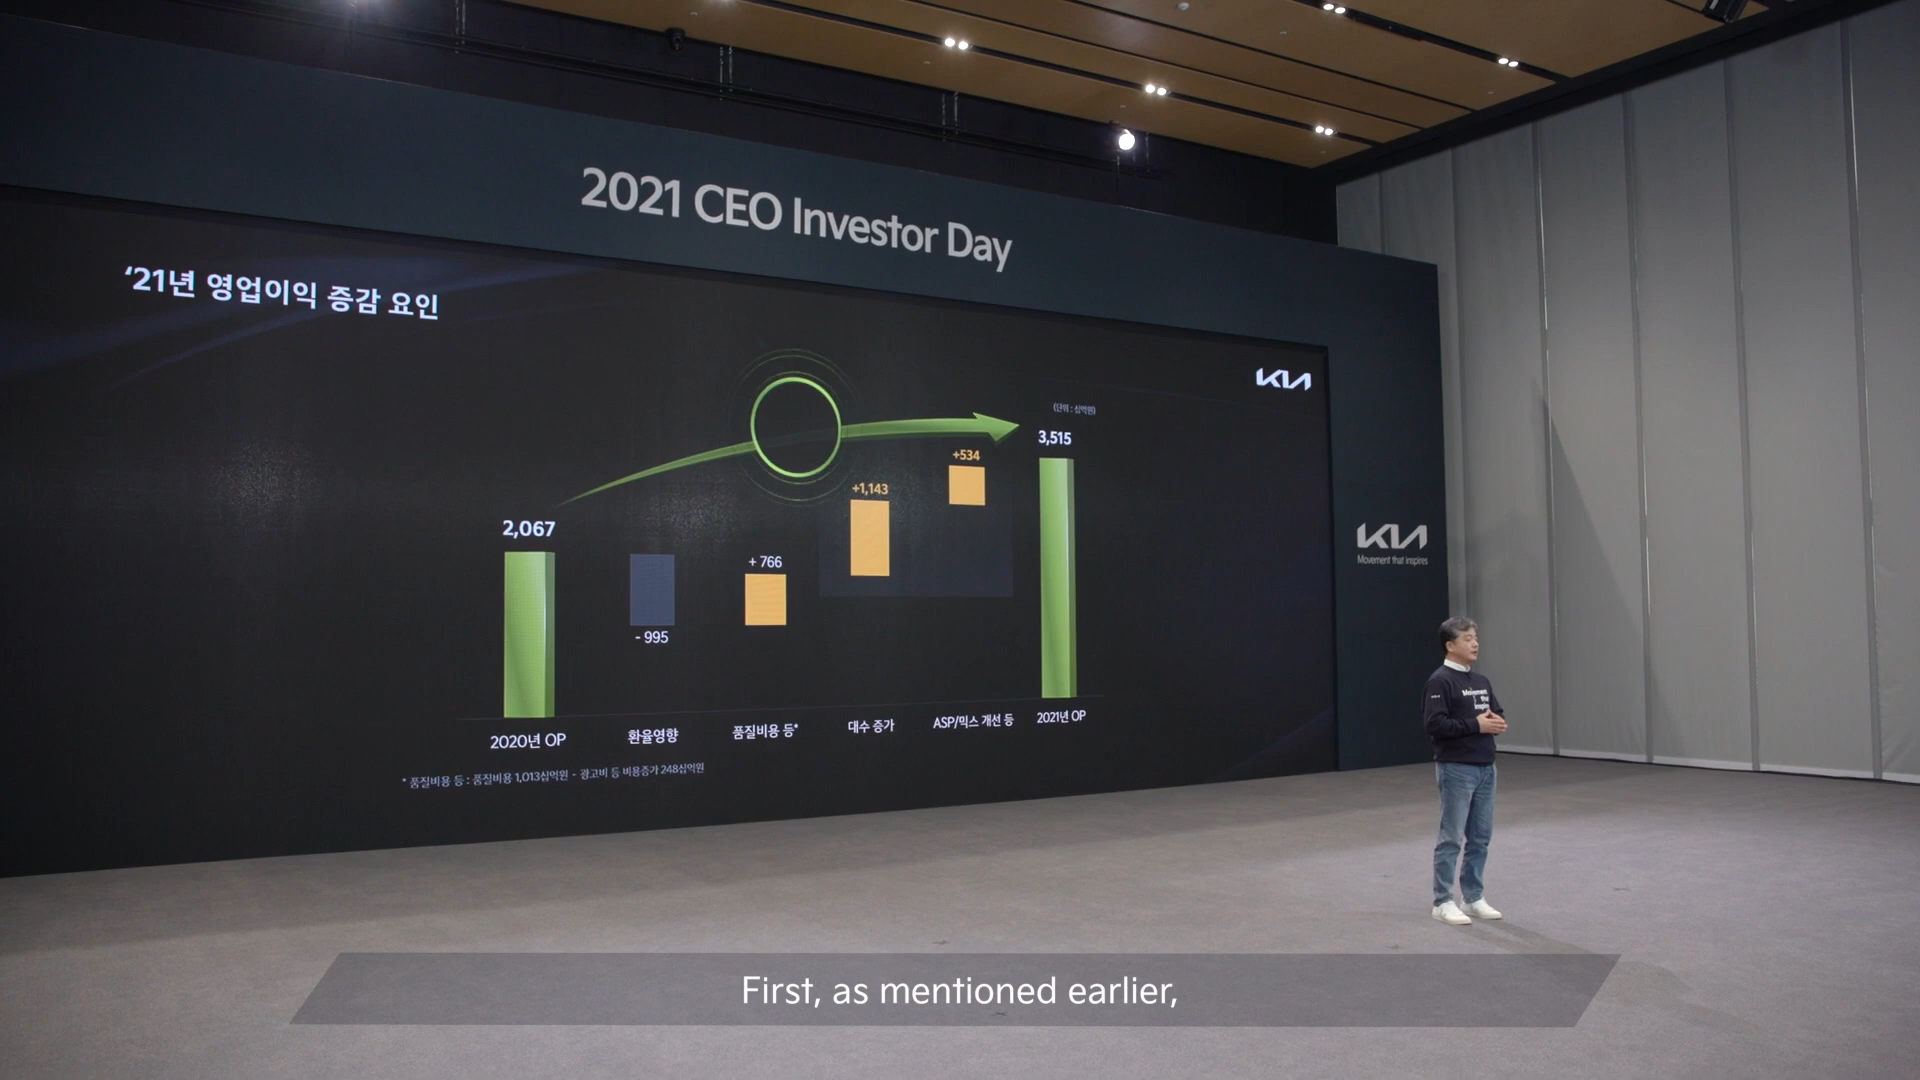 2021 CEO Investor Day
‘21년 영업이익 증감 요인
KIA
(단위 : 십억원)
3,515
+534
+1,143
2,067
+ 766
- 995
KIA
Movement that inspires
Movement
that
inspires
2020년 OP
환율영향
품질비용 등*
대수 증가
ASP/믹스 개선 등
2021년 OP
* 품질비용 등 : 품질비용 1,013십억원 - 광고비 등 비용증가 248십억원
First, as mentioned earlier,